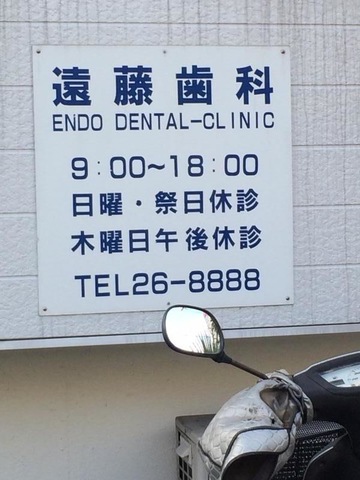 遠藤歯科
ENDO DENTAL-CLINIC
9:00~18:00
日曜・祭日休診
木曜日午後休診
TEL26-8888